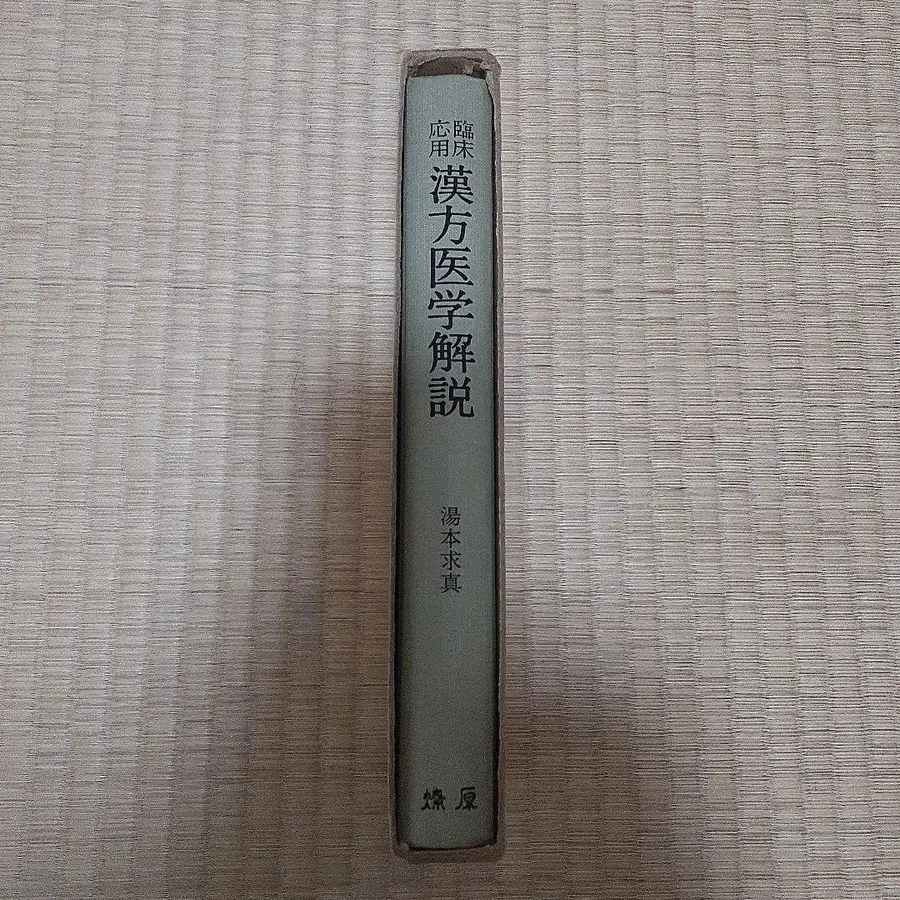 臨床
応用
漢方医学解説
湯本求真
燎原